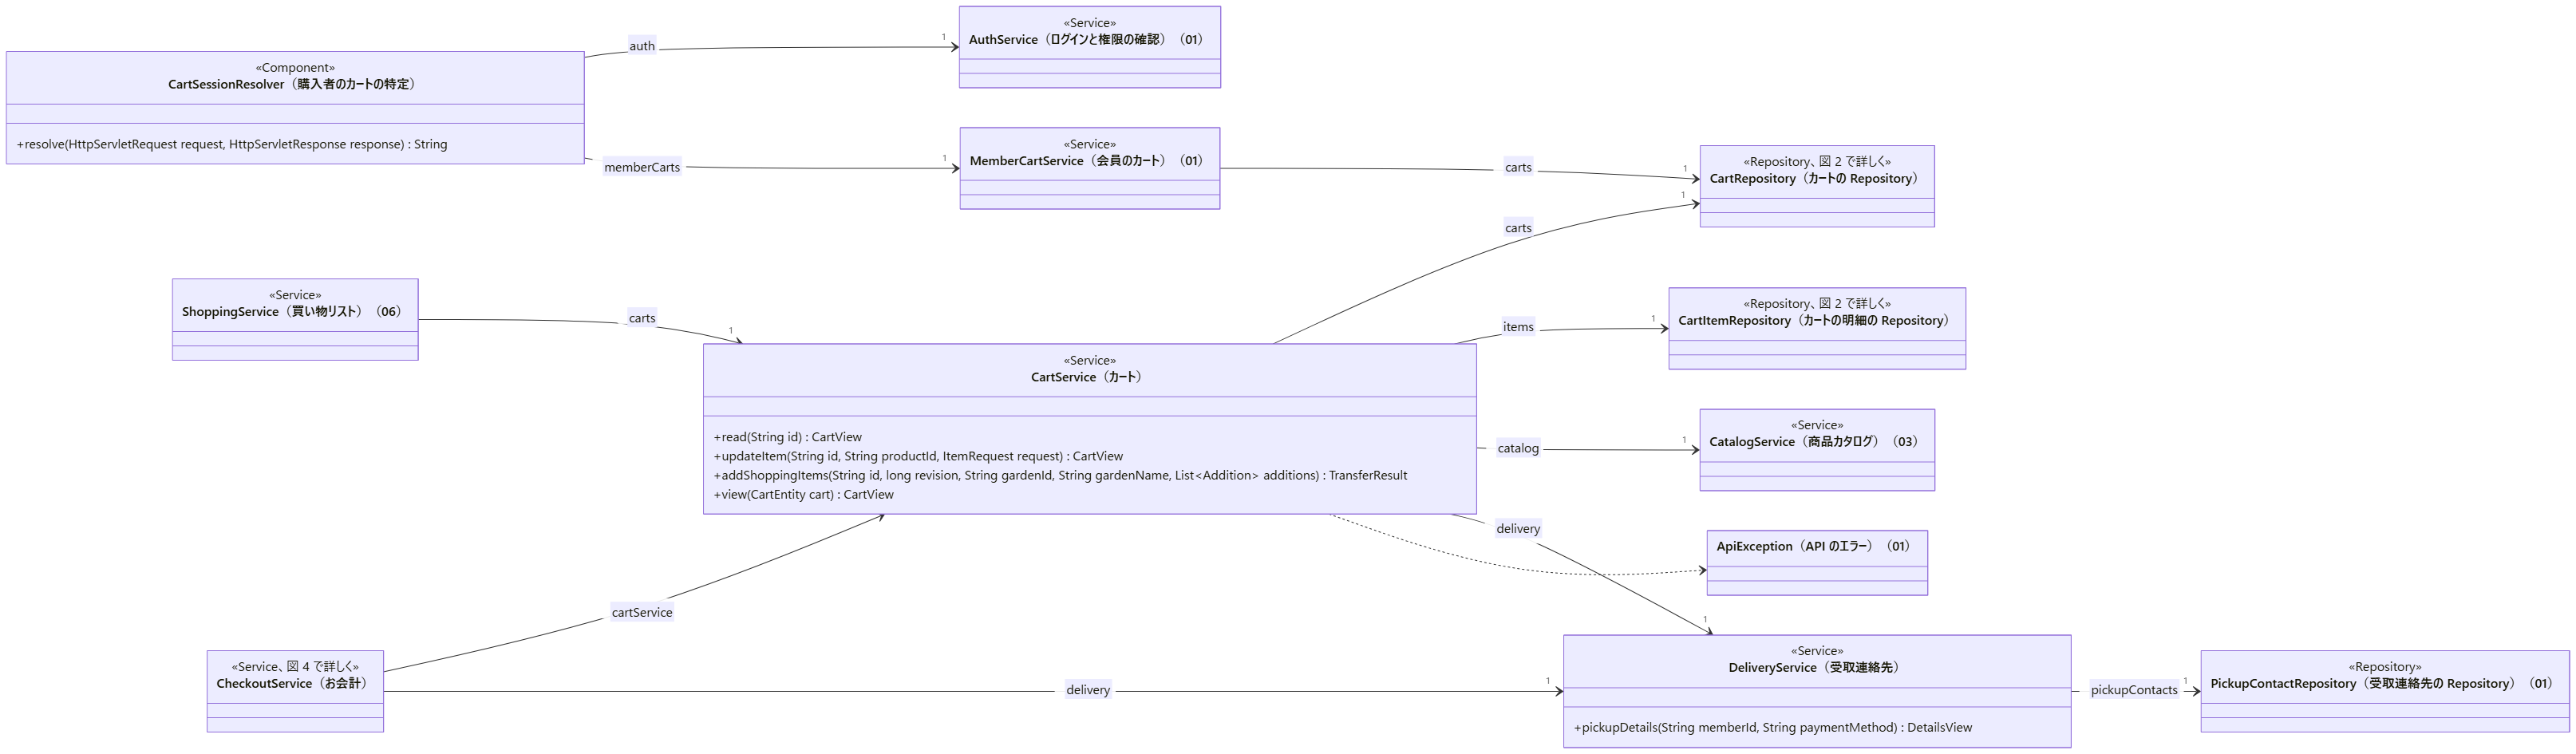 «Service»
AuthService（ログインと権限の確認）（01）
auth
1
«Component»
CartSessionResolver（購入者のカートの特定）
+resolve(HttpServletRequest request, HttpServletResponse response) : String
memberCarts
1
«Service»
MemberCartService（会員のカート）（01）
carts
1
«Repository、図 2 で詳しく»
CartRepository（カートの Repository）
1
carts
«Service»
ShoppingService（買い物リスト）（06）
carts
1
«Repository、図 2 で詳しく»
CartItemRepository（カートの明細の Repository）
items
1
«Service»
CartService（カート）
+read(String id) : CartView
+updateItem(String id, String productId, ItemRequest request) : CartView
+addShoppingItems(String id, long revision, String gardenId, String gardenName, List<Addition> additions) : TransferResult
+view(CartEntity cart) : CartView
catalog
1
«Service»
CatalogService（商品カタログ）（03）
delivery
1
ApiException（API のエラー）（01）
cartService
«Service、図 4 で詳しく»
CheckoutService（お会計）
delivery
1
«Service»
DeliveryService（受取連絡先）
+pickupDetails(String memberId, String paymentMethod) : DetailsView
pickupContacts
1
«Repository»
PickupContactRepository（受取連絡先の Repository）（01）